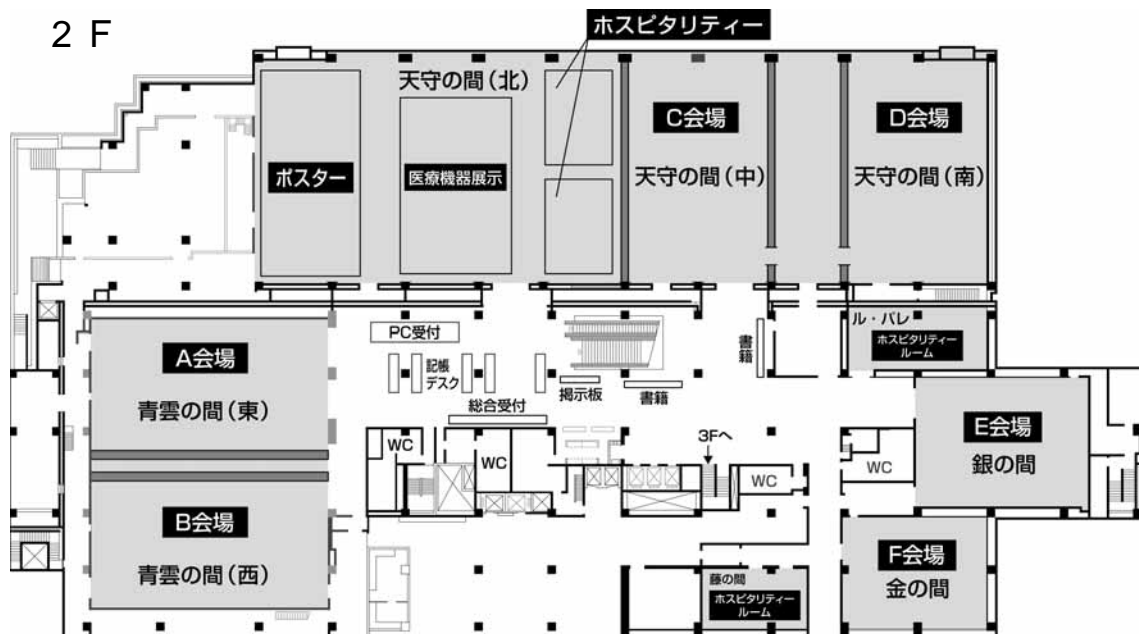 ２Ｆ
ホスピタリティー
天守の間（北）
ポスター
医療機器展示
C会場
天守の間（中）
D会場
天守の間（南）
A会場
青雲の間（東）
PC受付
記帳
デスク
総合受付
掲示板
書籍
書籍
ル・パレ
ホスピタリティー
ルーム
E会場
銀の間
WC
WC
3Fへ
WC
WC
B会場
青雲の間（西）
F会場
金の間
藤の間
ホスピタリティー
ルーム